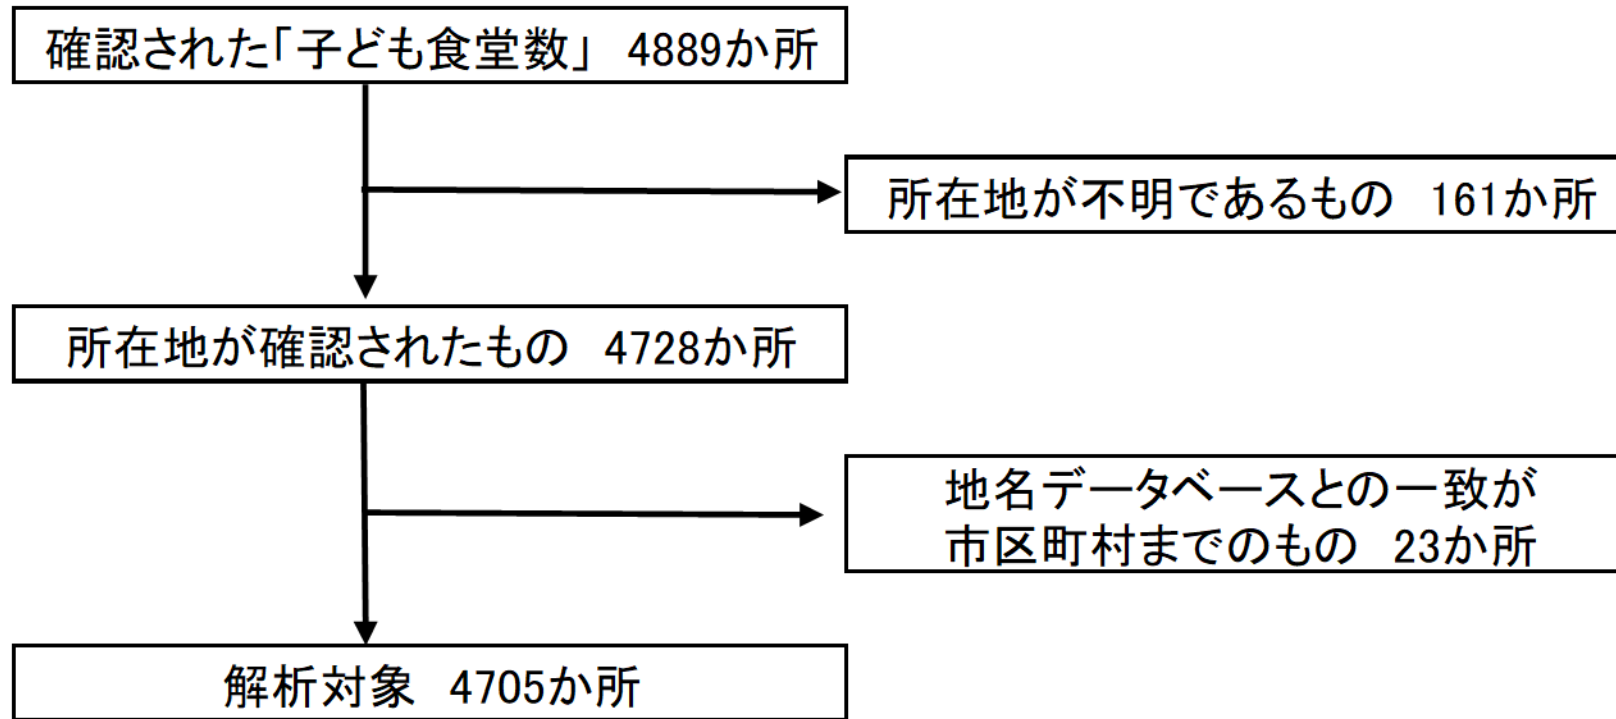 確認された「子ども食堂数」 4889か所
所在地が不明であるもの 161か所
所在地が確認されたもの 4728か所
地名データベースとの一致が
市区町村までのもの 23か所
解析対象 4705か所